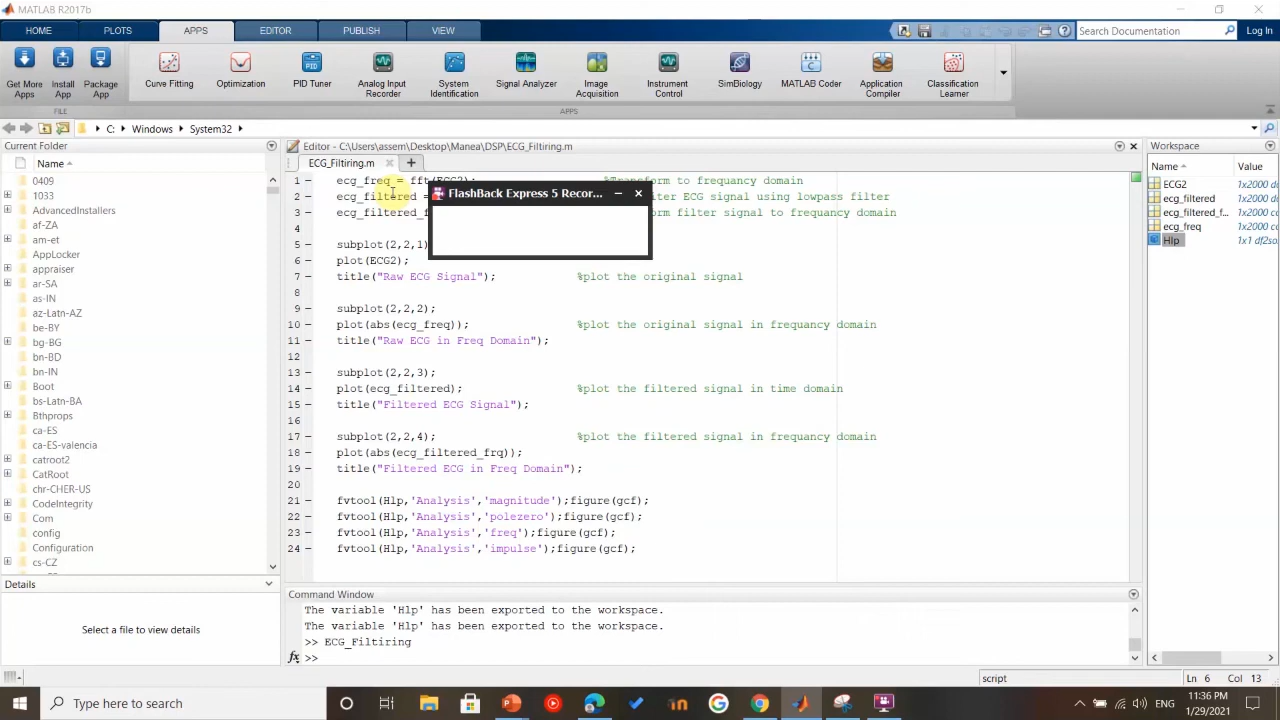 MATLAB R2017b
HOME PLOTS APPS EDITOR PUBLISH VIEW
Search Documentation
Log In
Get More Apps
Install App
Package App
Curve Fitting
Optimization
PID Tuner
Analog Input Recorder
System Identification
Signal Analyzer
Image Acquisition
Instrument Control
SimBiology
MATLAB Coder
Application Compiler
Classification Learner
FILE
APPS
C: Windows System32
Current Folder
Name
0409
1033
AdvancedInstallers
af-ZA
am-et
AppLocker
appraiser
ar-SA
as-IN
az-Latn-AZ
be-BY
bg-BG
bn-BD
bn-IN
Boot
bs-Latn-BA
Bthprops
ca-ES
ca-ES-valencia
catroot2
CatRoot
chr-CHER-US
CodeIntegrity
Com
config
Configuration
cs-CZ
Details
Select a file to view details
Editor - C:\Users\assem\Desktop\Manea\DSP\ECG_Filtiring.m
ECG_Filtiring.m
1 ecg_freq = fft(ECG2); %Transform to frequancy domain
2 ecg_filtered = iter ECG signal using lowpass filter
3 ecg_filtered_f orm filter signal to frequancy domain
4
5 subplot(2,2,1)
6 plot(ECG2);
7 title("Raw ECG Signal"); %plot the original signal
8
9 subplot(2,2,2);
10 plot(abs(ecg_freq)); %plot the original signal in frequancy domain
11 title("Raw ECG in Freq Domain");
12
13 subplot(2,2,3);
14 plot(ecg_filtered); %plot the filtered signal in time domain
15 title("Filtered ECG Signal");
16
17 subplot(2,2,4); %plot the filtered signal in frequancy domain
18 plot(abs(ecg_filtered_frq));
19 title("Filtered ECG in Freq Domain");
20
21 fvtool(Hlp,'Analysis','magnitude');figure(gcf);
22 fvtool(Hlp,'Analysis','polezero');figure(gcf);
23 fvtool(Hlp,'Analysis','freq');figure(gcf);
24 fvtool(Hlp,'Analysis','impulse');figure(gcf);
FlashBack Express 5 Recor...
Command Window
The variable 'Hlp' has been exported to the workspace.
The variable 'Hlp' has been exported to the workspace.
>> ECG_Filtiring
fx >>
Workspace
Name Value
ECG2 1x2000 d
ecg_filtered 1x2000 d
ecg_filtered_f... 1x2000 c
ecg_freq 1x2000 c
Hlp 1x1 df2so
script
Ln 6 Col 13
Type here to search
ENG
11:36 PM
1/29/2021